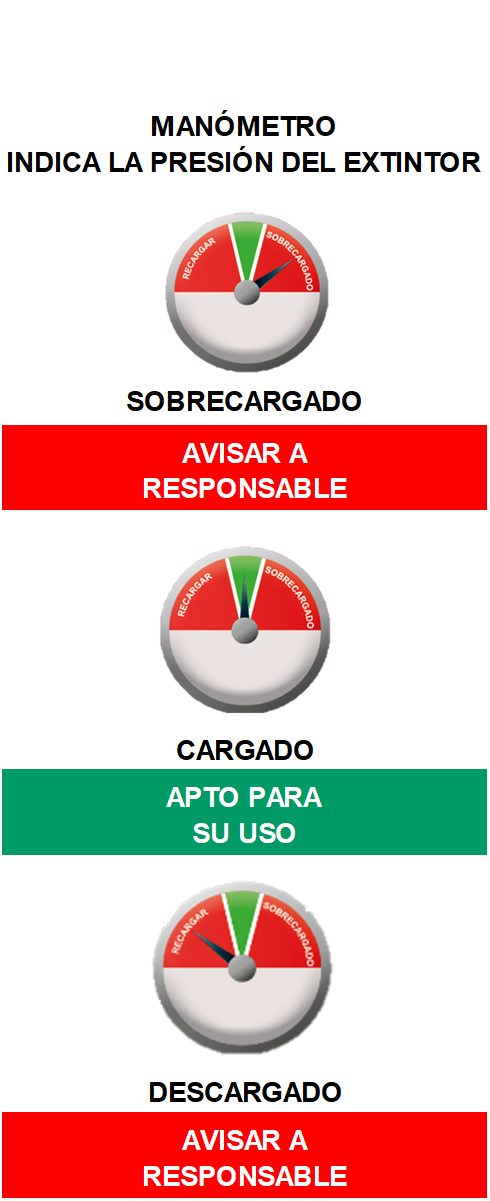 MANÓMETRO
INDICA LA PRESIÓN DEL EXTINTOR
RECARGAR
SOBRECARGADO
SOBRECARGADO
AVISAR A
RESPONSABLE
RECARGAR
SOBRECARGADO
CARGADO
APTO PARA
SU USO
RECARGAR
SOBRECARGADO
DESCARGADO
AVISAR A
RESPONSABLE